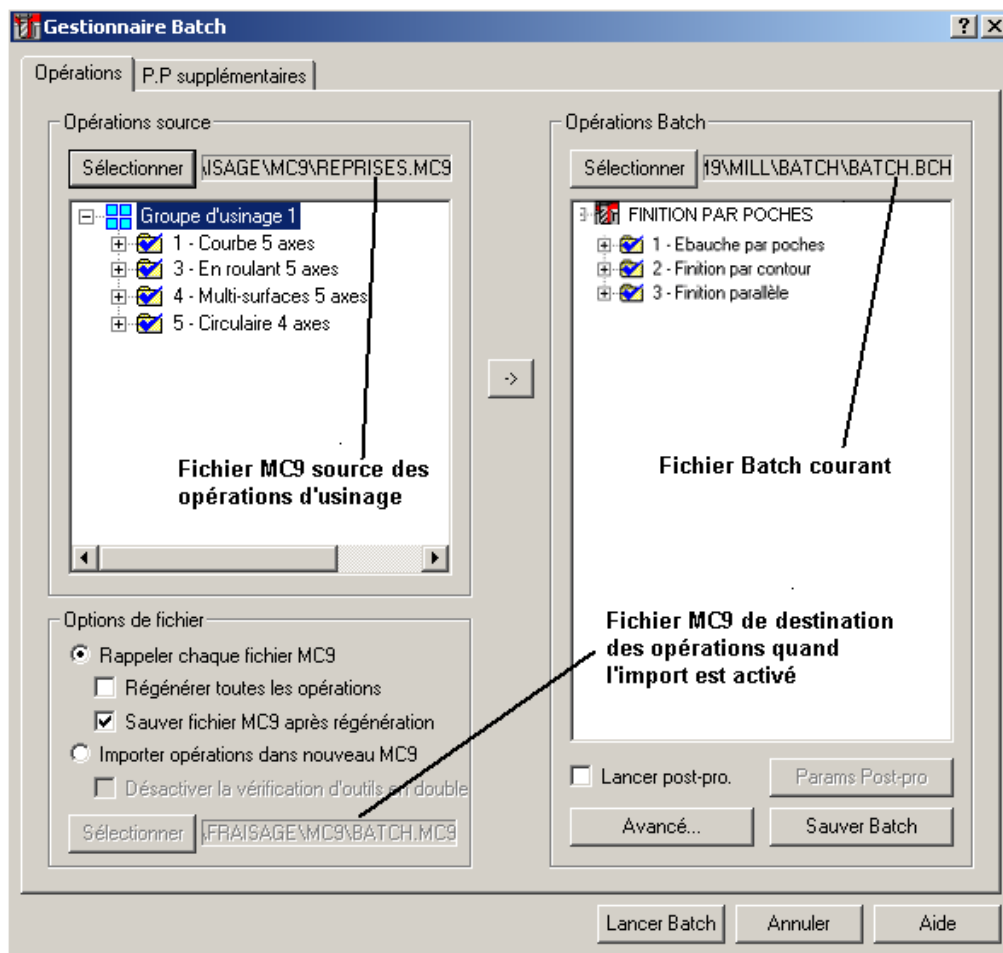 Gestionnaire Batch
Opérations
P.P supplémentaires
Opérations source
Sélectionner
\ISAGE\MC9\REPRISES.MC9
Groupe d'usinage 1
1 - Courbe 5 axes
3 - En roulant 5 axes
4 - Multi-surfaces 5 axes
5 - Circulaire 4 axes
Fichier MC9 source des
opérations d'usinage
->
Opérations Batch
Sélectionner
19\MILL\BATCH\BATCH.BCH
FINITION PAR POCHES
1 - Ebauche par poches
2 - Finition par contour
3 - Finition parallèle
Fichier Batch courant
Fichier MC9 de destination
des opérations quand
l'import est activé
Options de fichier
Rappeler chaque fichier MC9
Régénérer toutes les opérations
Sauver fichier MC9 après régénération
Importer opérations dans nouveau MC9
Désactiver la vérification d'outils en double
Sélectionner
\FRAISAGE\MC9\BATCH.MC9
Lancer post-pro.
Params Post-pro
Avancé...
Sauver Batch
Lancer Batch
Annuler
Aide